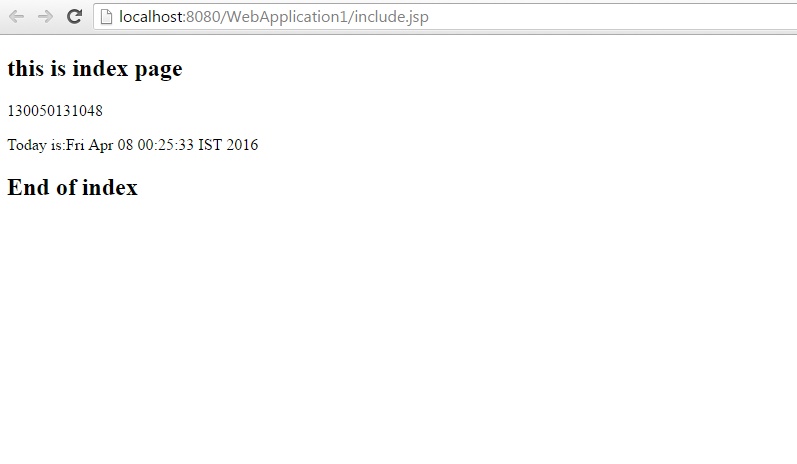 localhost:8080/WebApplication1/include.jsp
this is index page
130050131048
Today is:Fri Apr 08 00:25:33 IST 2016
End of index